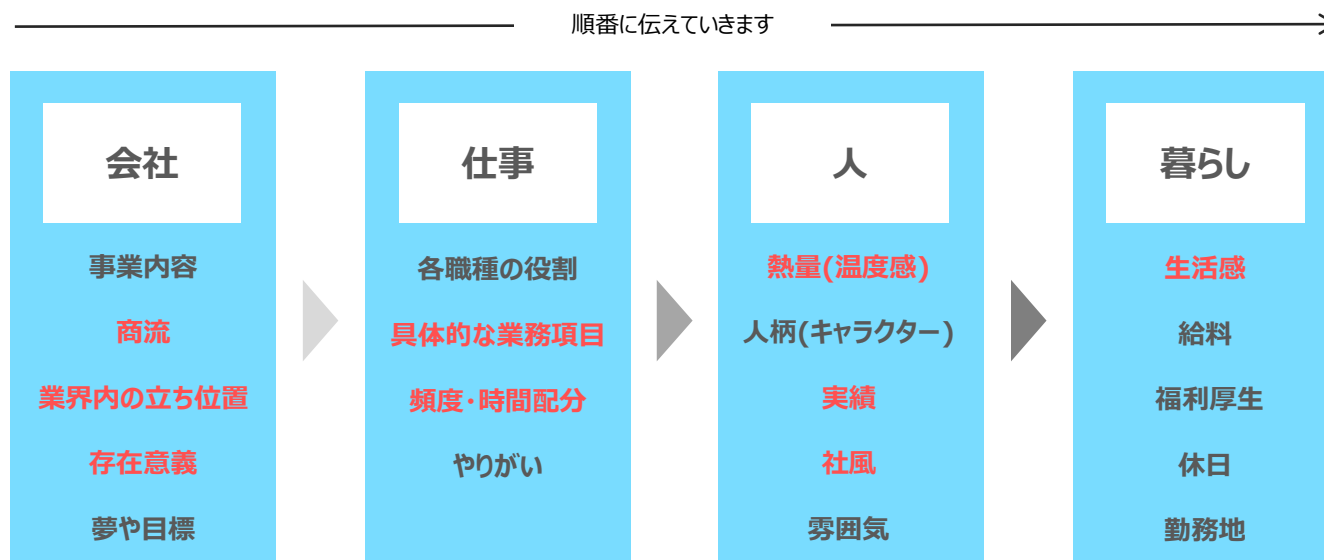 順番に伝えていきます
会社
事業内容
商流
業界内の立ち位置
存在意義
夢や目標
仕事
各職種の役割
具体的な業務項目
頻度・時間配分
やりがい
人
熱量(温度感)
人柄(キャラクター)
実績
社風
雰囲気
暮らし
生活感
給料
福利厚生
休日
勤務地